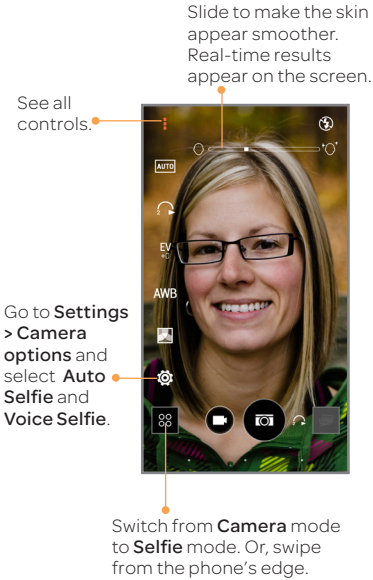 Slide to make the skin
appear smoother.
Real-time results
appear on the screen.
See all
controls.
AUTO
2
EV
+0
AWB
Go to Settings
> Camera
options and
select Auto
Selfie and
Voice Selfie.
Switch from Camera mode
to Selfie mode. Or, swipe
from the phone's edge.